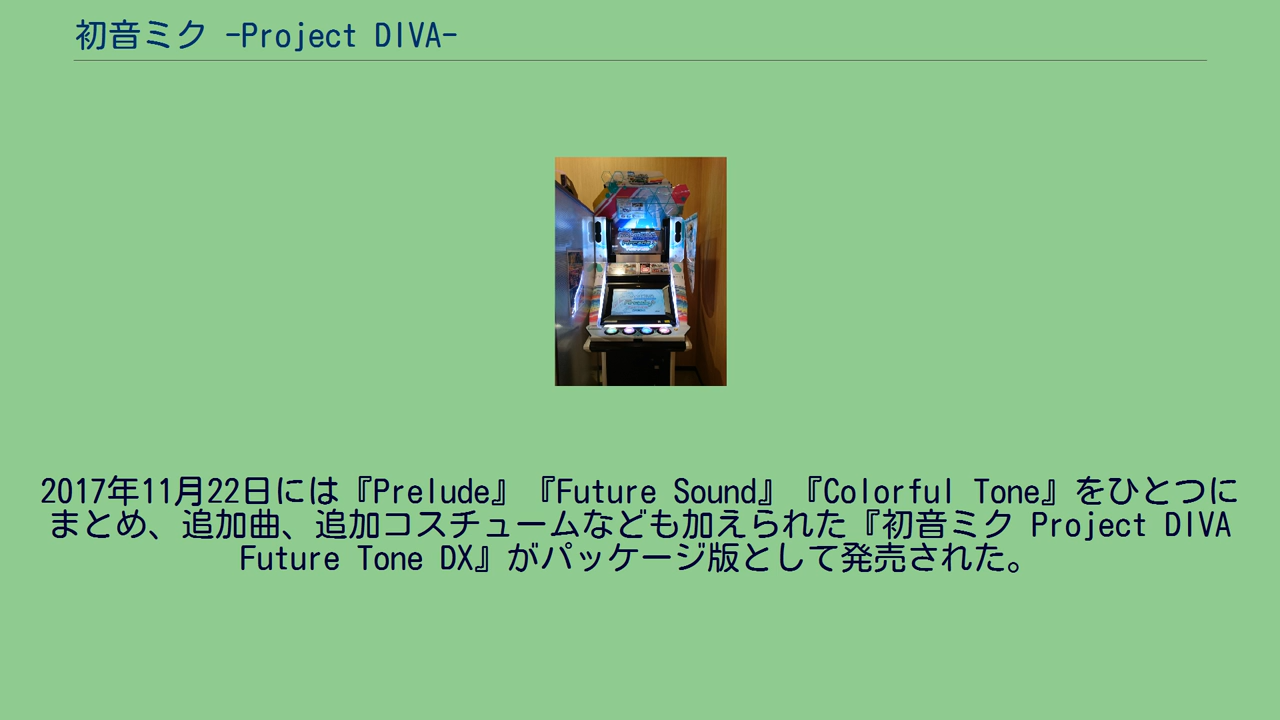 初音ミク -Project DIVA-
2017年11月22日には『Prelude』『Future Sound』『Colorful Tone』をひとつに
まとめ、追加曲、追加コスチュームなども加えられた『初音ミク Project DIVA
Future Tone DX』がパッケージ版として発売された。